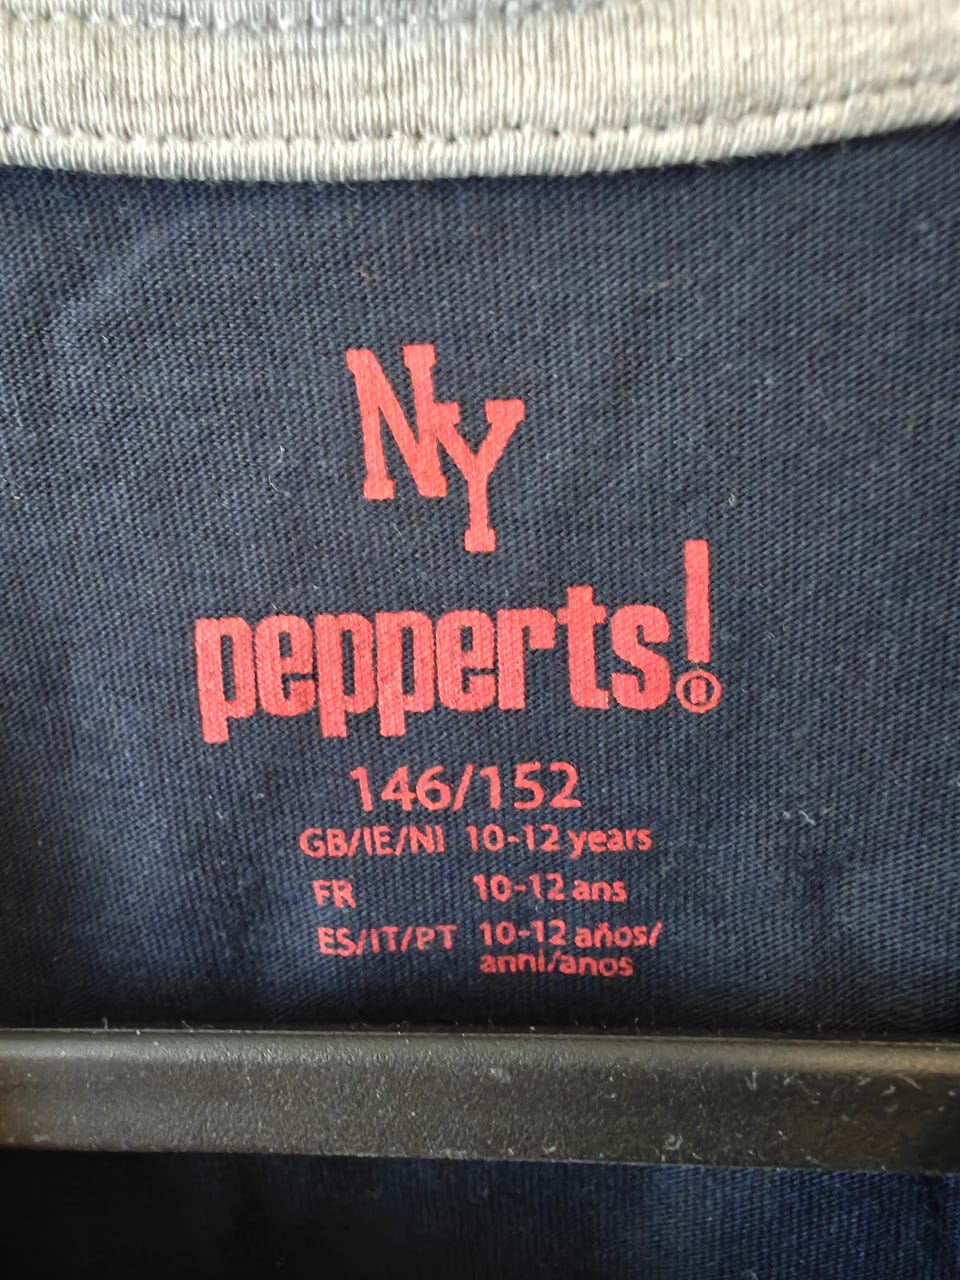 NY
pepperts!®
146/152
GB/IE/NI 10-12 years
FR 10-12 ans
ES/IT/PT 10-12 años/
anni/anos